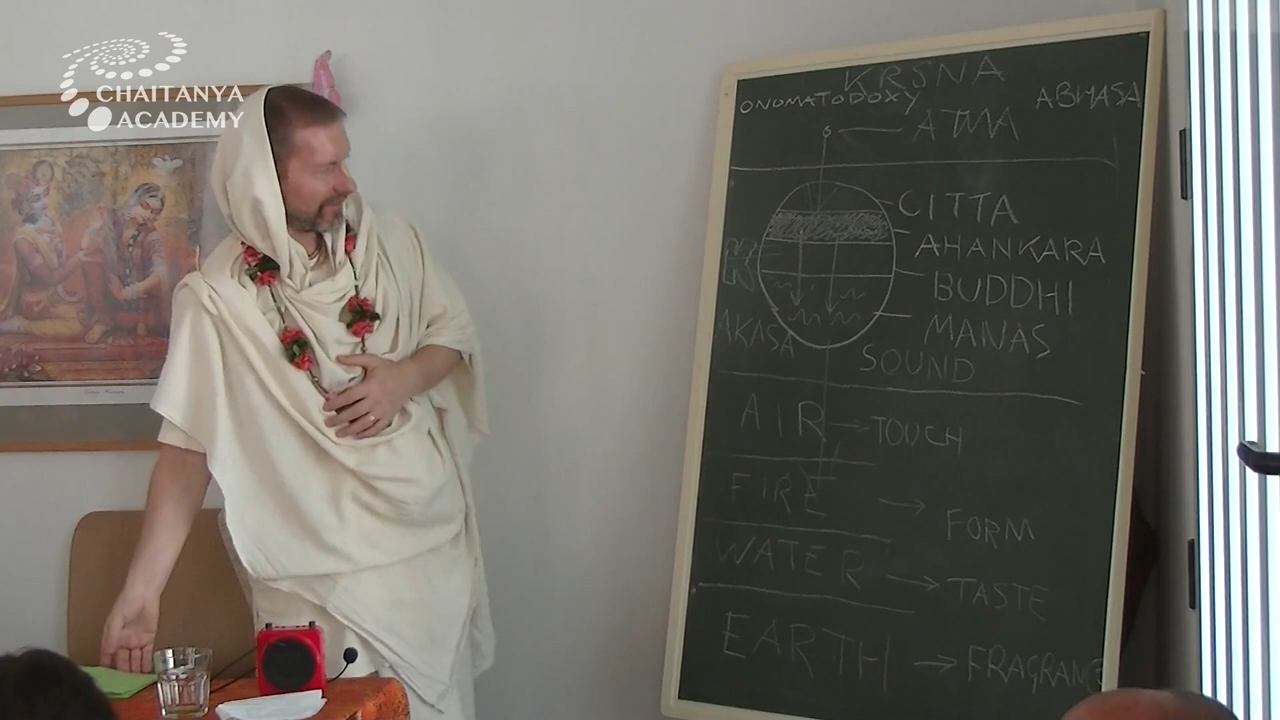 CHAITANYA
ACADEMY
KRSNA
ONOMATODOXY
ABHASA
ATMA
CITTA
AHANKARA
BUDDHI
MANAS
AKASA
SOUND
AIR → TOUCH
FIRE → FORM
WATER → TASTE
EARTH → FRAGRANCE